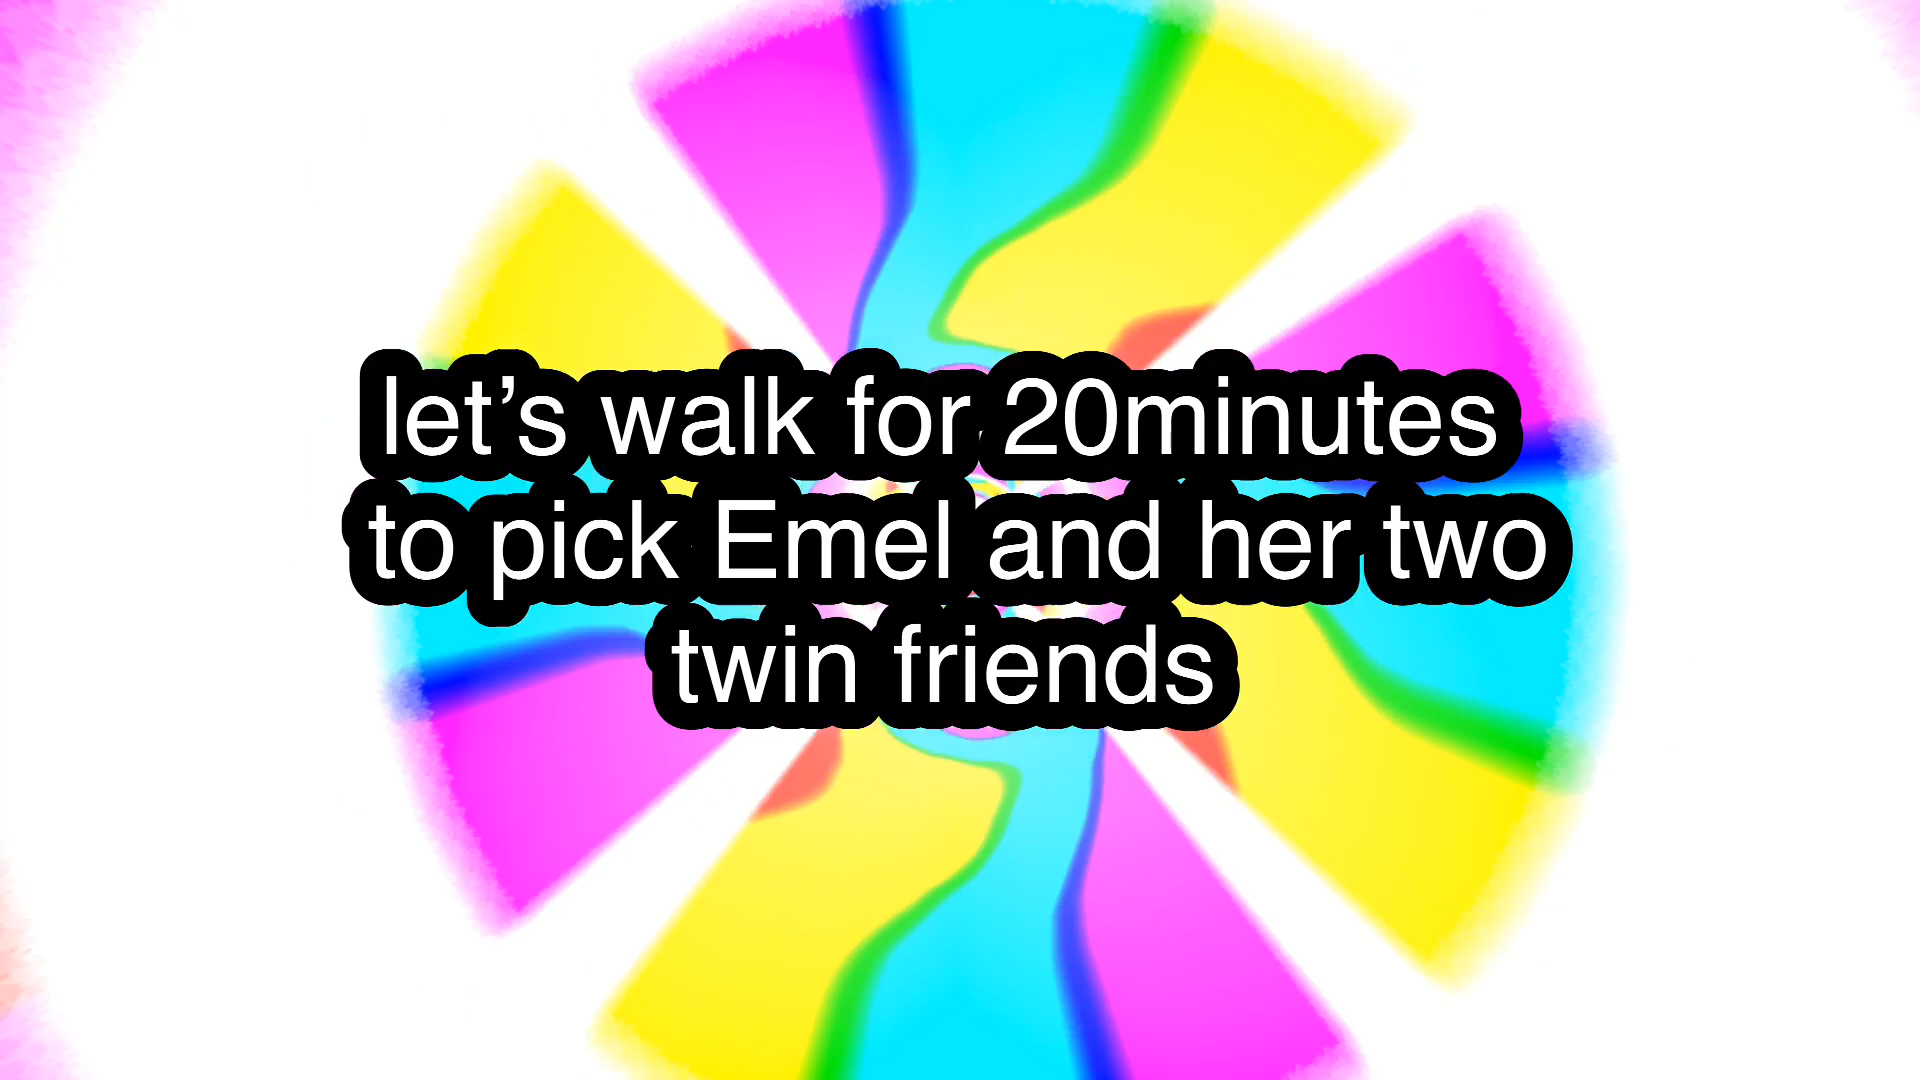 let’s walk for 20minutes
to pick Emel and her two
twin friends